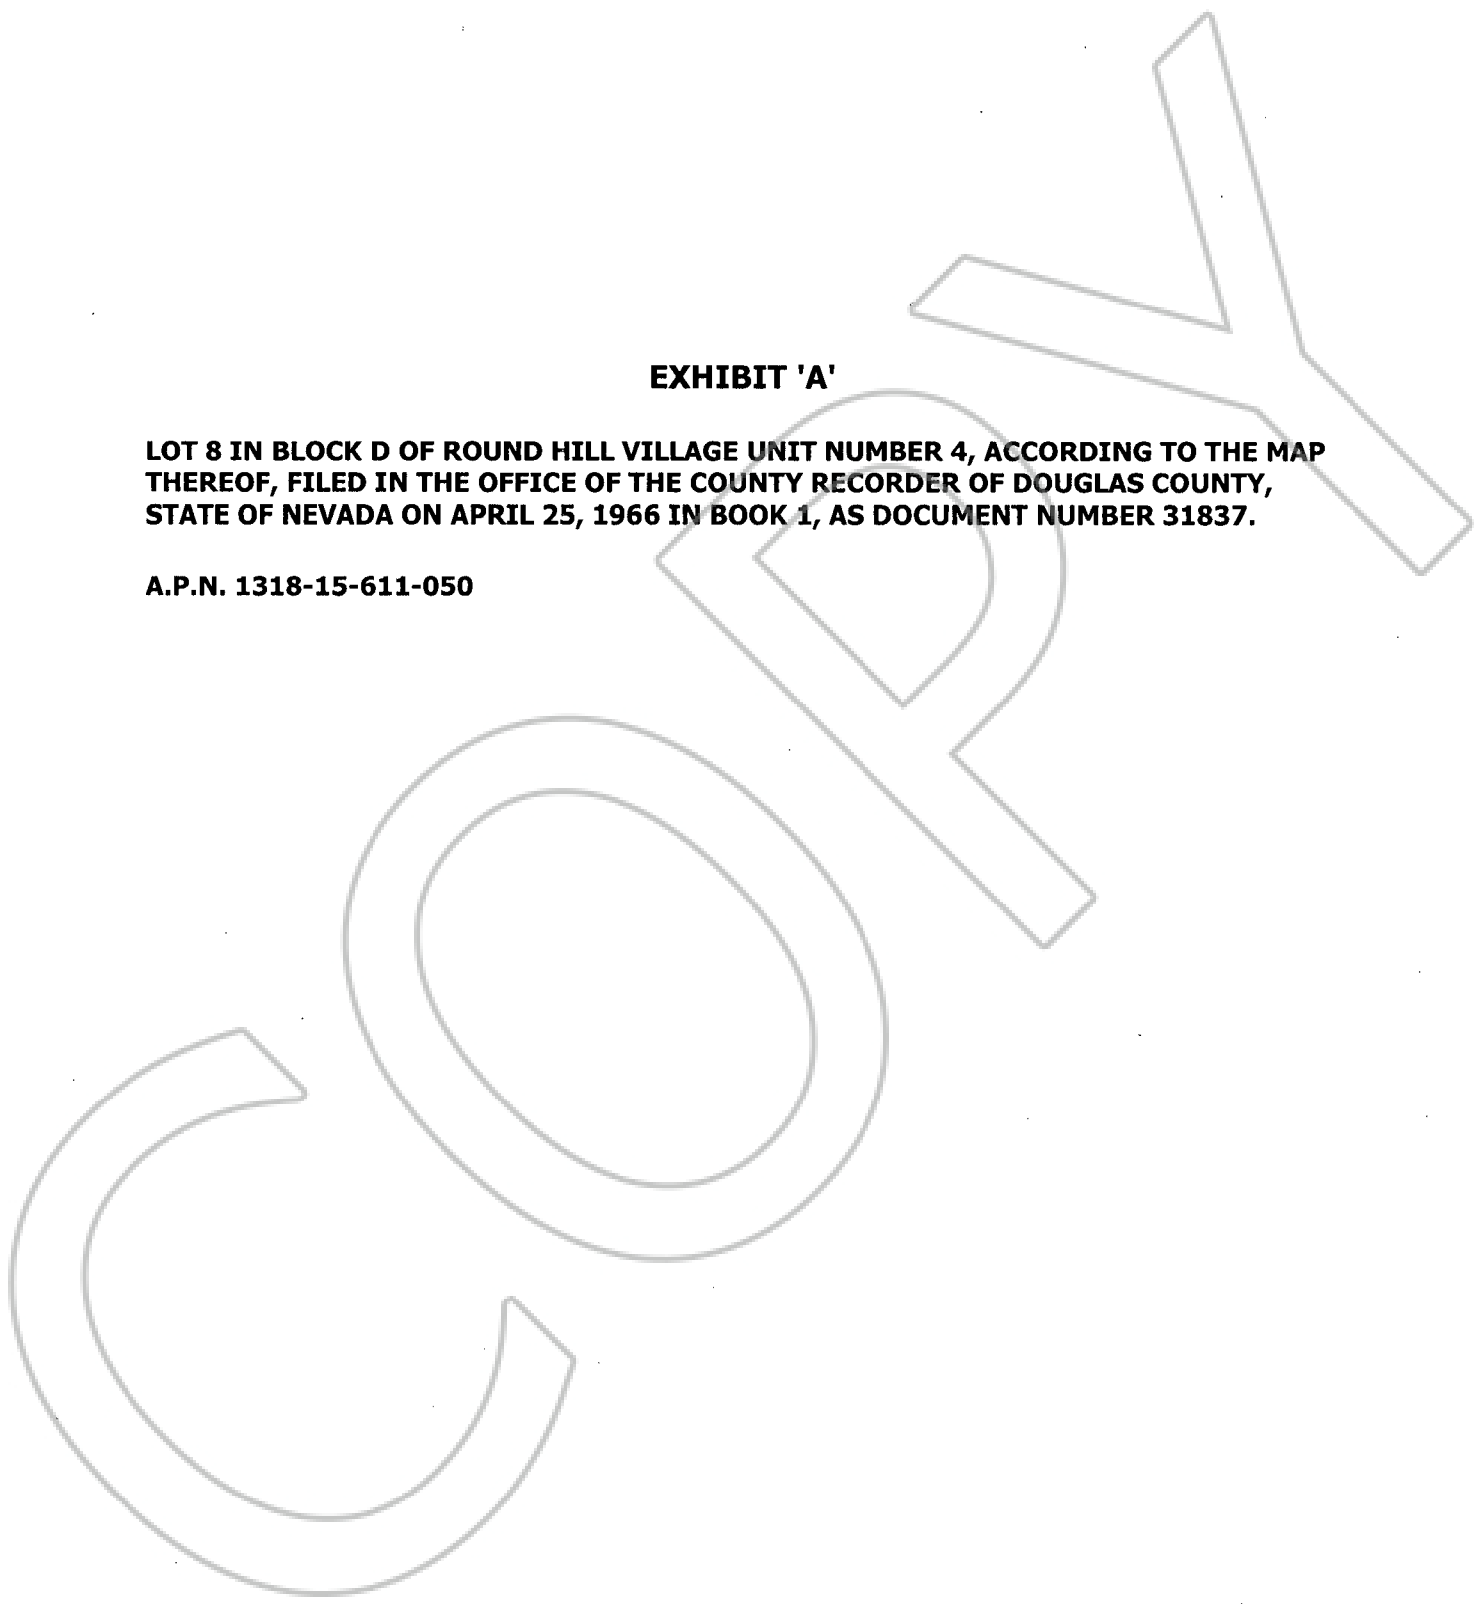 EXHIBIT 'A'
LOT 8 IN BLOCK D OF ROUND HILL VILLAGE UNIT NUMBER 4, ACCORDING TO THE MAP
THEREOF, FILED IN THE OFFICE OF THE COUNTY RECORDER OF DOUGLAS COUNTY,
STATE OF NEVADA ON APRIL 25, 1966 IN BOOK 1, AS DOCUMENT NUMBER 31837.
A.P.N. 1318-15-611-050
COPY